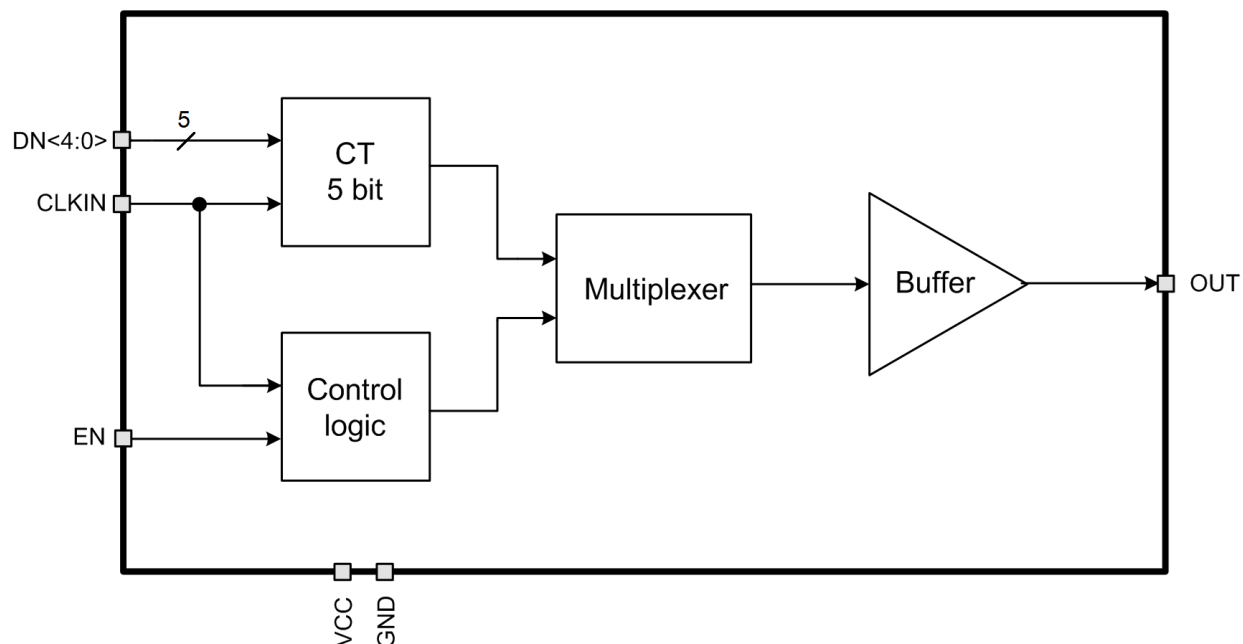 5
DN<4:0>
CT
5 bit
CLKIN
Multiplexer
Buffer
OUT
Control
logic
EN
VCC
GND